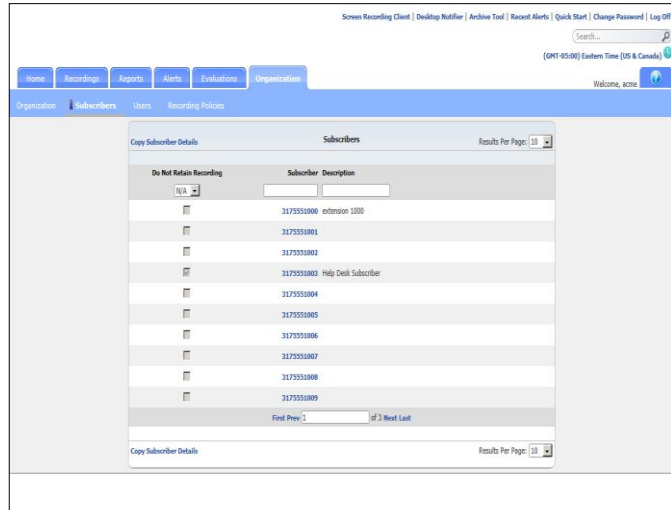 Screen Recording Client | Desktop Notifier | Archive Tool | Recent Alerts | Quick Start | Change Password | Log Off
Search...
(GMT-05:00) Eastern Time (US & Canada)
Home Recordings Reports Alerts Evaluations Organization
Welcome, acme
Organization Subscribers Users Recording Policies
Copy Subscriber Details Subscribers Results Per Page: 10
Do Not Retain Recording Subscriber Description
N/A
3175551000 extension 1000
3175551001
3175551002
3175551003 Help Desk Subscriber
3175551004
3175551005
3175551006
3175551007
3175551008
3175551009
First Prev 1 of 3 Next Last
Copy Subscriber Details Results Per Page: 10